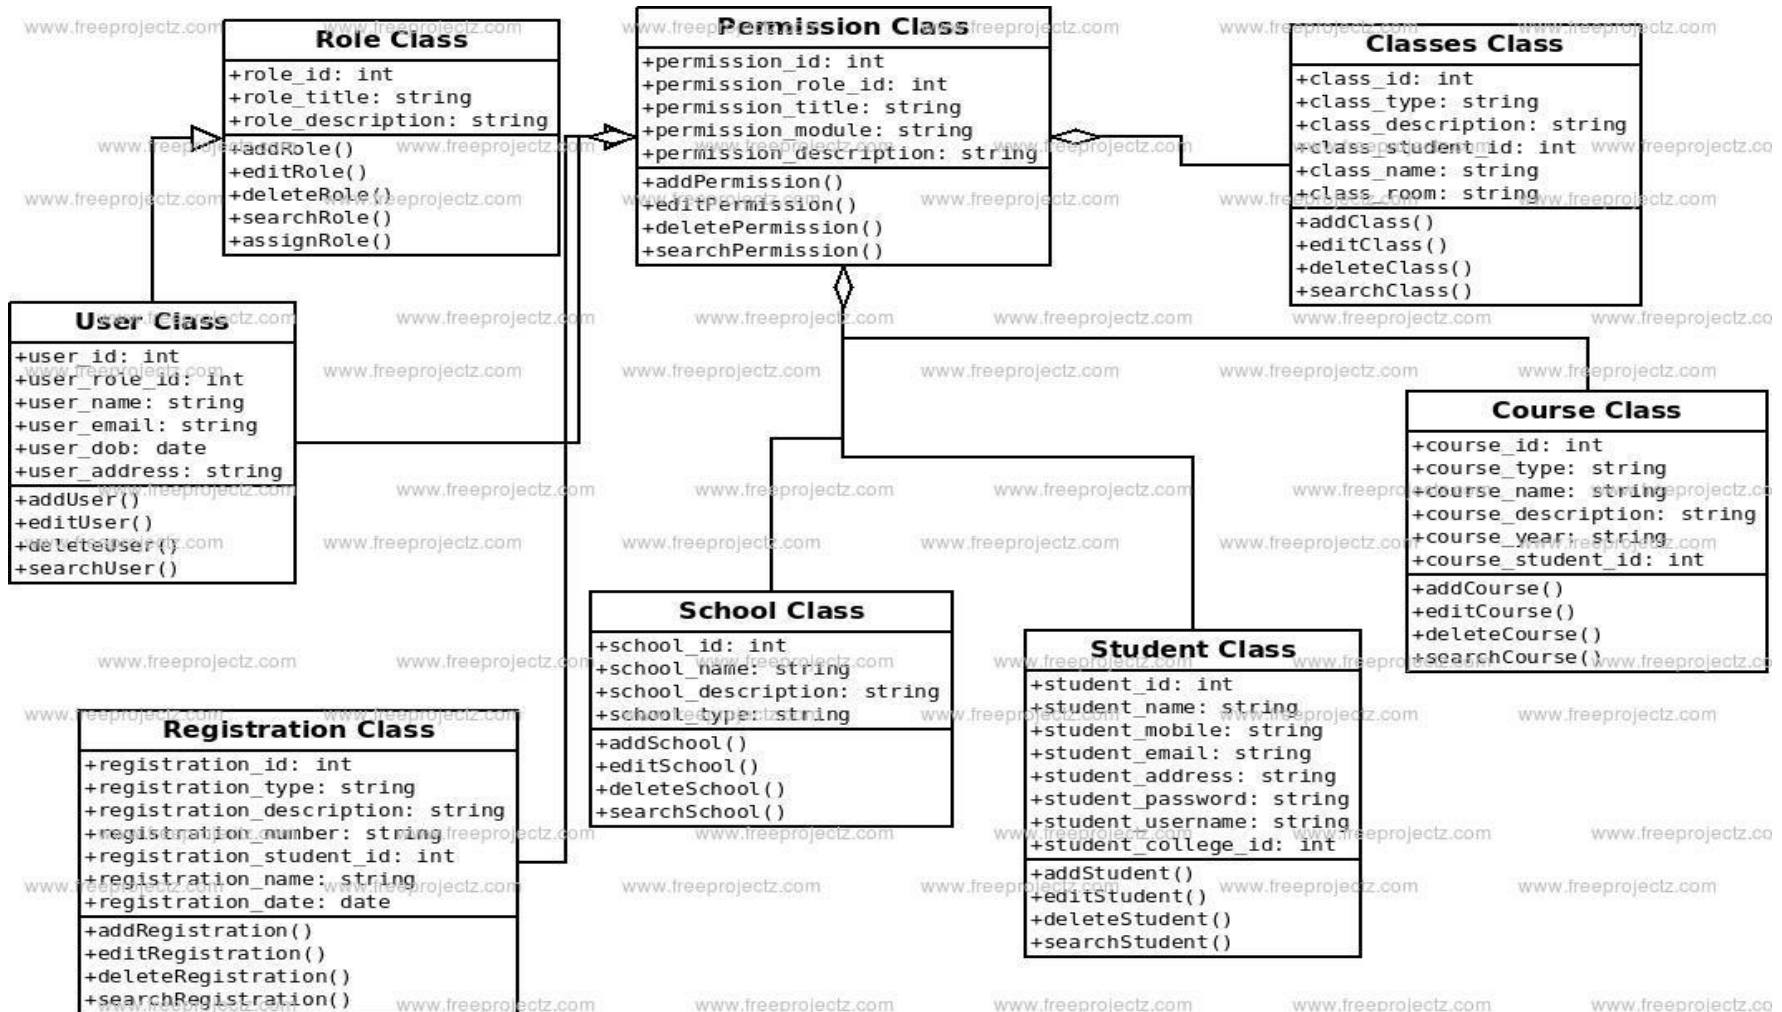 Role Class
+role_id: int
+role_title: string
+role_description: string
+addRole()
+editRole()
+deleteRole()
+searchRole()
+assignRole()
Permission Class
+permission_id: int
+permission_role_id: int
+permission_title: string
+permission_module: string
+permission_description: string
+addPermission()
+editPermission()
+deletePermission()
+searchPermission()
Classes Class
+class_id: int
+class_type: string
+class_description: string
+class_student_id: int
+class_name: string
+class_room: string
+addClass()
+editClass()
+deleteClass()
+searchClass()
User Class
+user_id: int
+user_role_id: int
+user_name: string
+user_email: string
+user_dob: date
+user_address: string
+addUser()
+editUser()
+deleteUser()
+searchUser()
Course Class
+course_id: int
+course_type: string
+course_name: string
+course_description: string
+course_year: string
+course_student_id: int
+addCourse()
+editCourse()
+deleteCourse()
+searchCourse()
School Class
+school_id: int
+school_name: string
+school_description: string
+school_type: string
+addSchool()
+editSchool()
+deleteSchool()
+searchSchool()
Student Class
+student_id: int
+student_name: string
+student_mobile: string
+student_email: string
+student_address: string
+student_password: string
+student_username: string
+student_college_id: int
+addStudent()
+editStudent()
+deleteStudent()
+searchStudent()
Registration Class
+registration_id: int
+registration_type: string
+registration_description: string
+registration_number: string
+registration_student_id: int
+registration_name: string
+registration_date: date
+addRegistration()
+editRegistration()
+deleteRegistration()
+searchRegistration()
www.freeprojectz.com